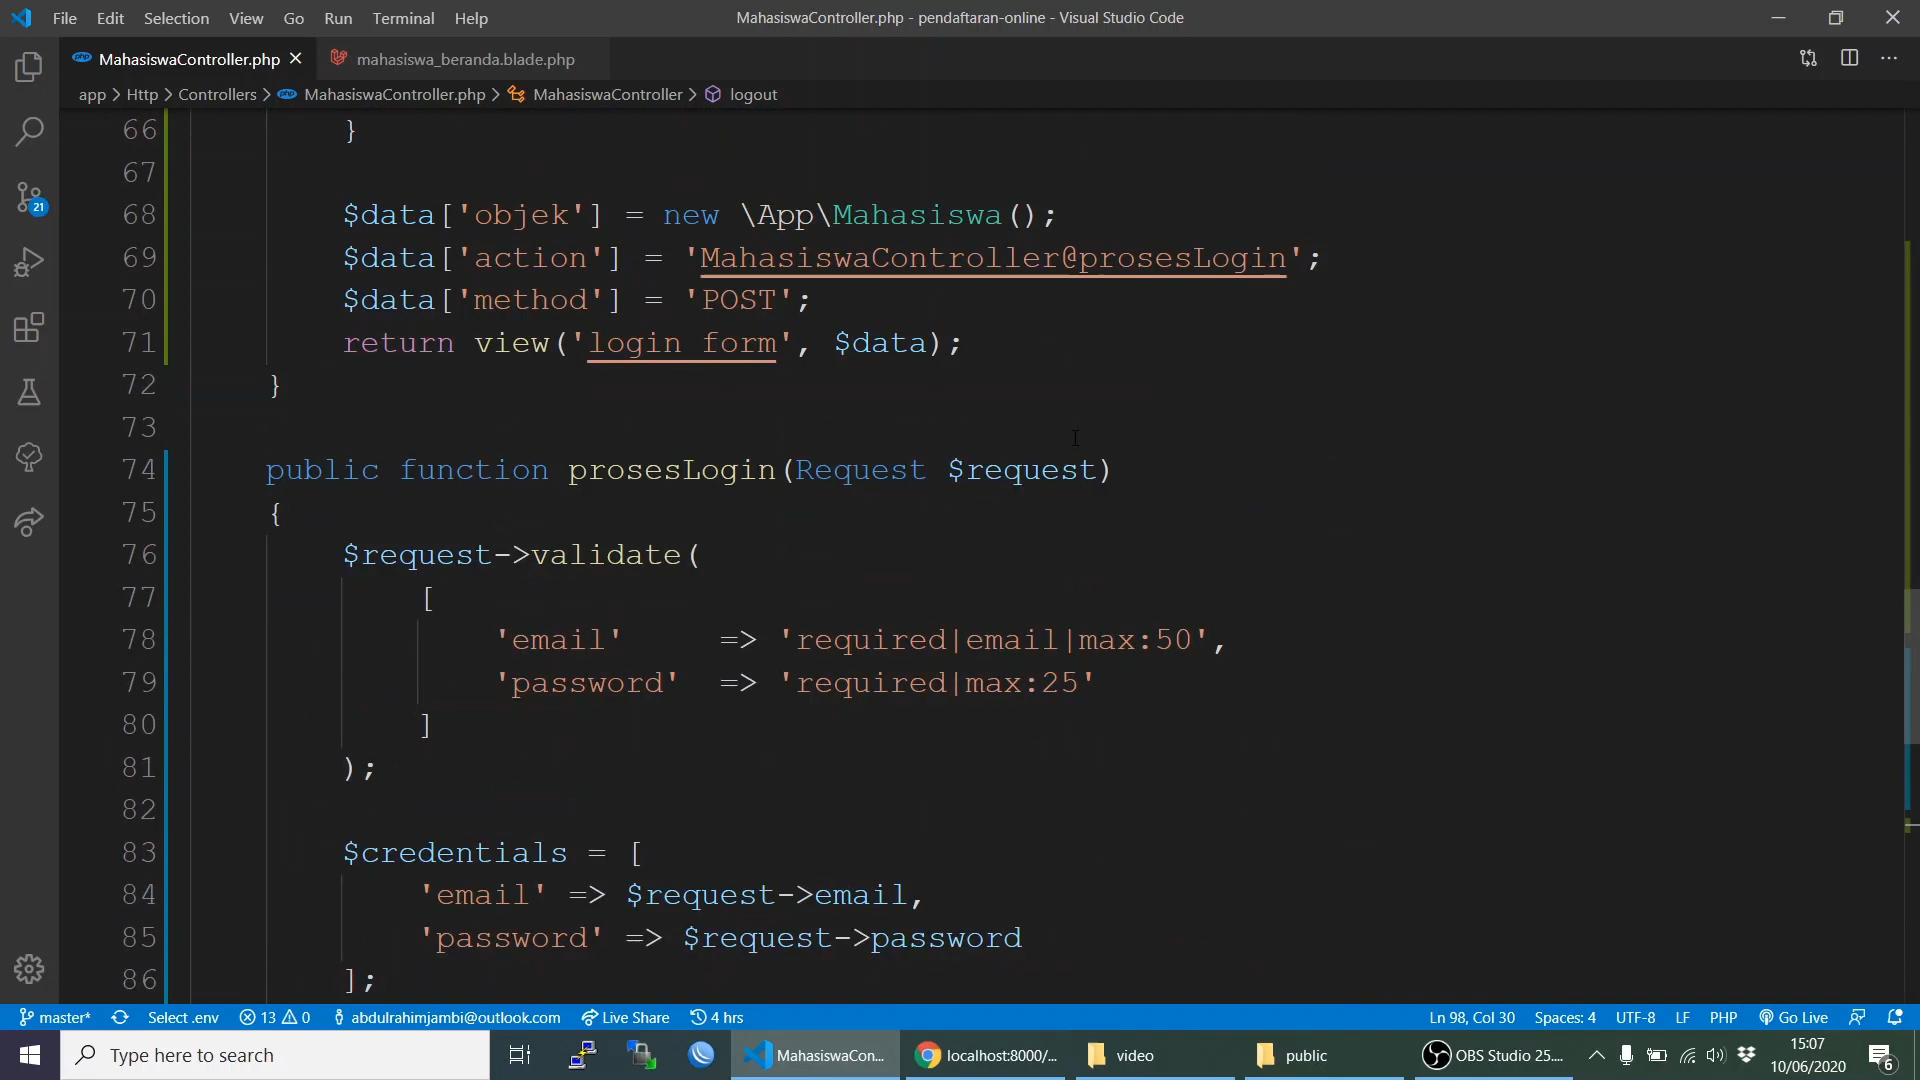 File Edit Selection View Go Run Terminal Help
MahasiswaController.php - pendaftaran-online - Visual Studio Code
MahasiswaController.php
mahasiswa_beranda.blade.php
app > Http > Controllers > MahasiswaController.php > MahasiswaController > logout
66 }
67
68 $data['objek'] = new \App\Mahasiswa();
69 $data['action'] = 'MahasiswaController@prosesLogin';
70 $data['method'] = 'POST';
71 return view('login form', $data);
72 }
73
74 public function prosesLogin(Request $request)
75 {
76 $request->validate(
77 [
78 'email' => 'required|email|max:50',
79 'password' => 'required|max:25'
80 ]
81 );
82
83 $credentials = [
84 'email' => $request->email,
85 'password' => $request->password
86 ];
21
master* Select .env 13 0 abdulrahimjambi@outlook.com Live Share 4 hrs
Ln 98, Col 30 Spaces: 4 UTF-8 LF PHP Go Live
Type here to search
MahasiswaCon...
localhost:8000/...
video
public
OBS Studio 25....
15:07
10/06/2020
6